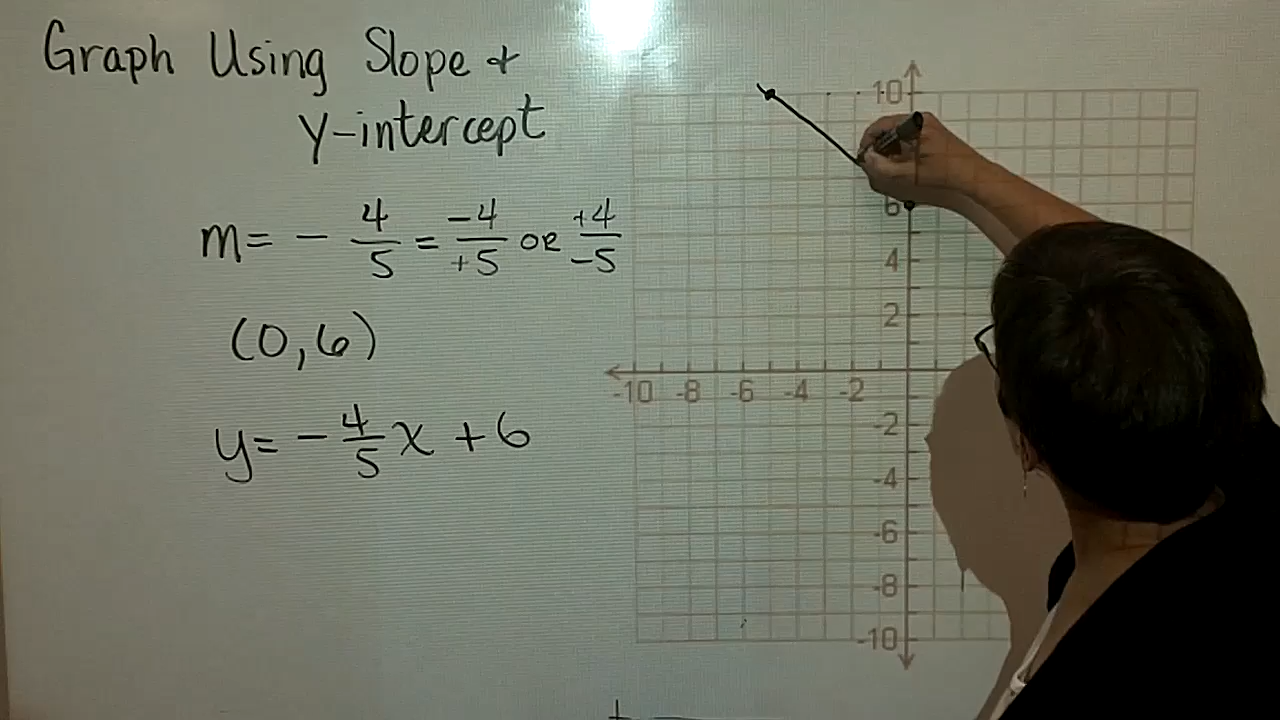 Graph Using Slope +
y-intercept
m = - 4/5 = -4/+5 OR +4/-5
(0,6)
y = - 4/5 x + 6
10
6
4
2
-10 -8 -6 -4 -2
-2
-4
-6
-8
-10